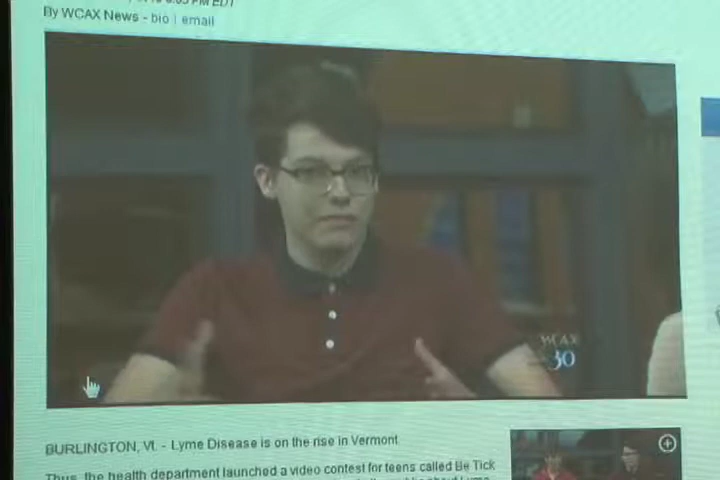 By WCAX News - bio | email
WCAX
30
BURLINGTON, Vt. - Lyme Disease is on the rise in Vermont
Thus, the health department launched a video contest for teens called Be Tick